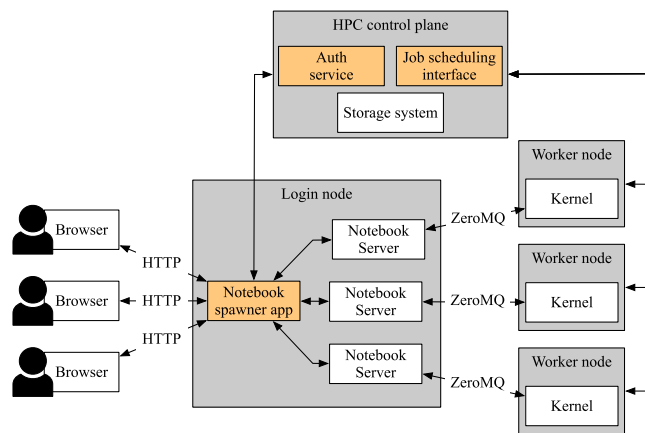 HPC control plane
Auth
service
Job scheduling
interface
Storage system
Worker node
Kernel
Login node
ZeroMQ
Browser
Notebook
Server
HTTP
Worker node
Browser
HTTP
Notebook
spawner app
Notebook
Server
ZeroMQ
Kernel
HTTP
Browser
Notebook
Server
Worker node
ZeroMQ
Kernel